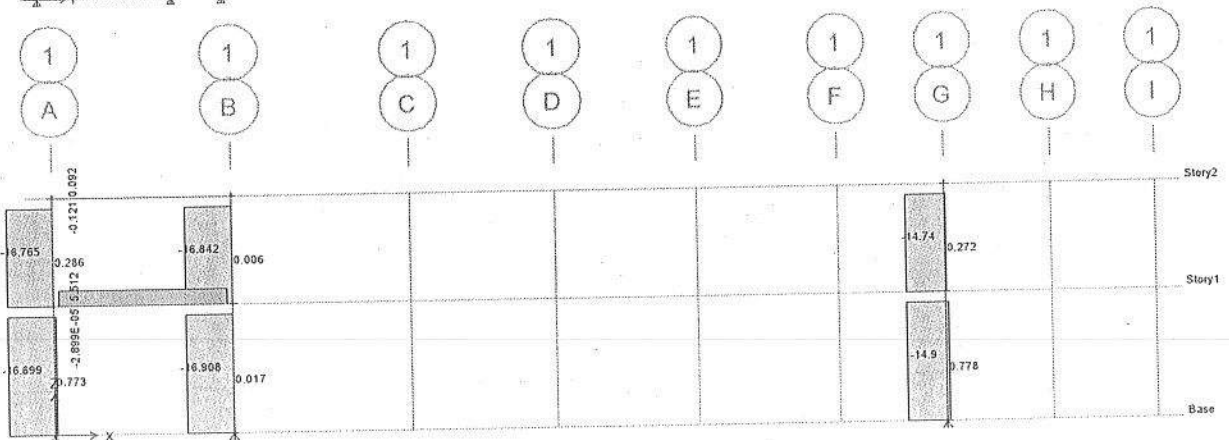 1 1 1 1 1 1 1 1 1
A B C D E F G H I
Story2
-0.121 0.092
-16.765 0.286
-16.842 0.006
-14.74 0.272
Story1
-2.899E-05 5.512
-16.699 0.773
-16.908 0.017
-14.9 0.778
Base
Z
X